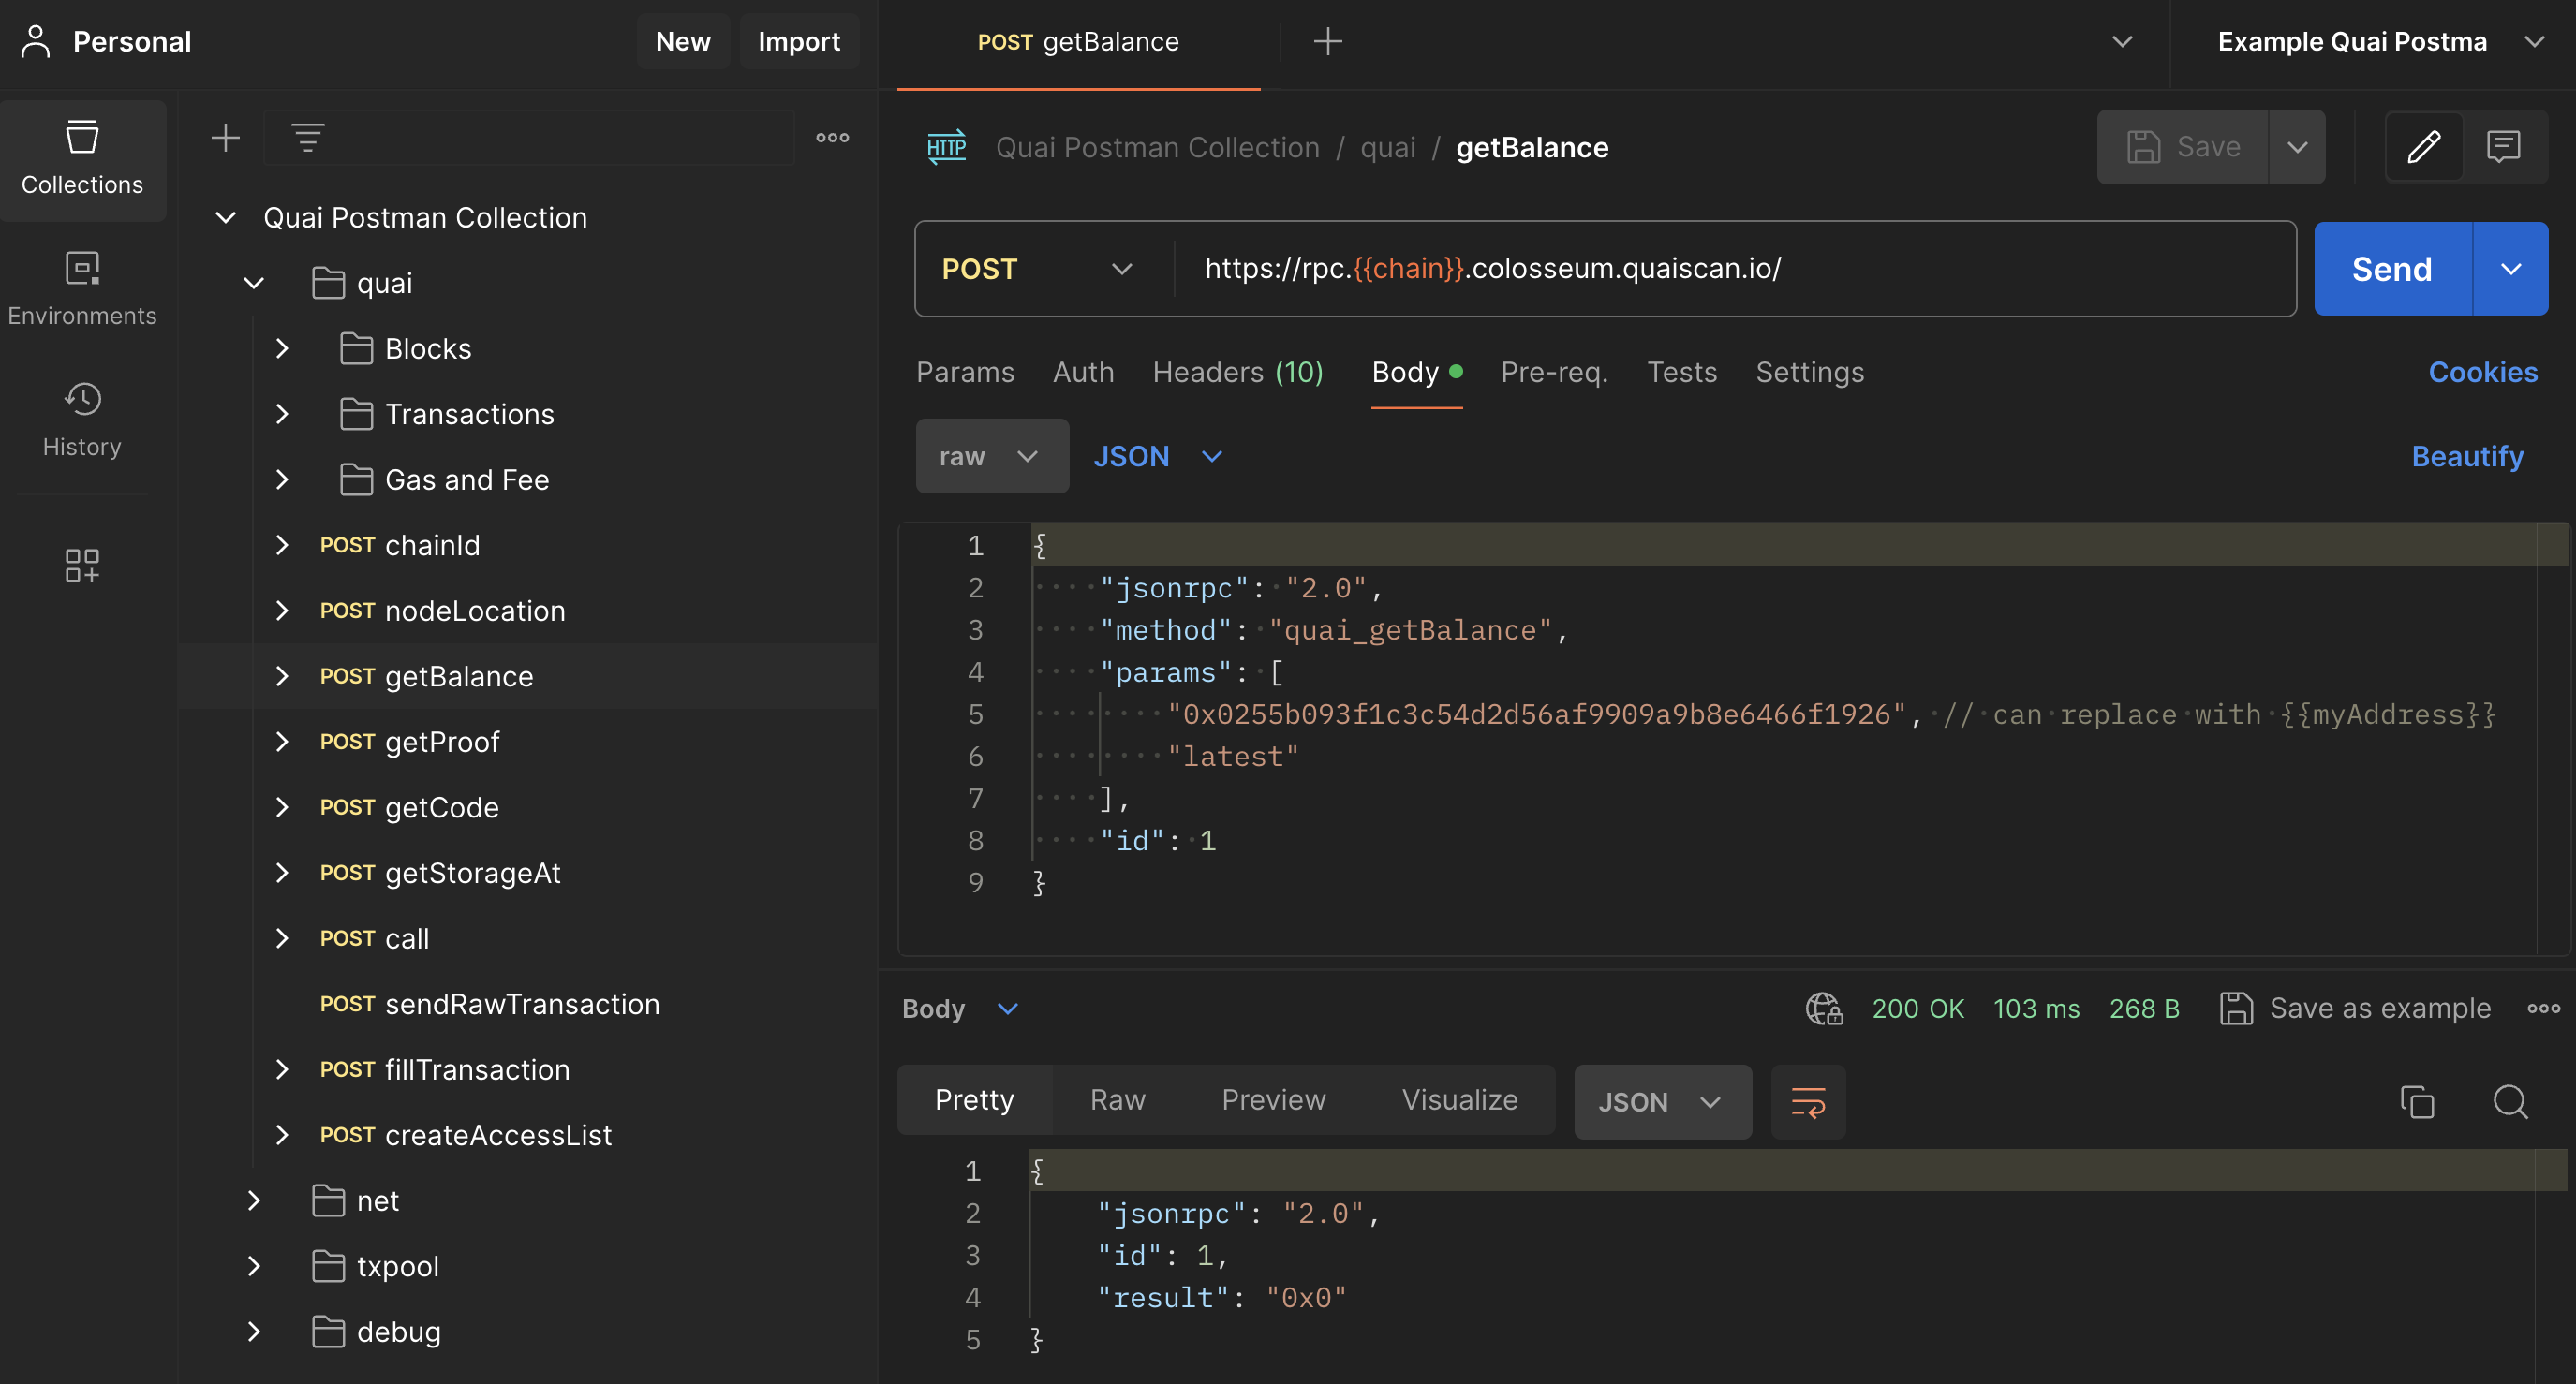 Personal
New
Import
POST getBalance
Example Quai Postma
Collections
Environments
History
Quai Postman Collection
quai
Blocks
Transactions
Gas and Fee
POST chainId
POST nodeLocation
POST getBalance
POST getProof
POST getCode
POST getStorageAt
POST call
POST sendRawTransaction
POST fillTransaction
POST createAccessList
net
txpool
debug
HTTP Quai Postman Collection / quai / getBalance
Save
POST https://rpc.{{chain}}.colosseum.quaiscan.io/
Send
Params Auth Headers (10) Body Pre-req. Tests Settings Cookies
raw JSON Beautify
1 {
2 "jsonrpc": "2.0",
3 "method": "quai_getBalance",
4 "params": [
5 "0x0255b093f1c3c54d2d56af9909a9b8e6466f1926", // can replace with {{myAddress}}
6 "latest"
7 ],
8 "id": 1
9 }
Body 200 OK 103 ms 268 B Save as example
Pretty Raw Preview Visualize JSON
1 {
2 "jsonrpc": "2.0",
3 "id": 1,
4 "result": "0x0"
5 }